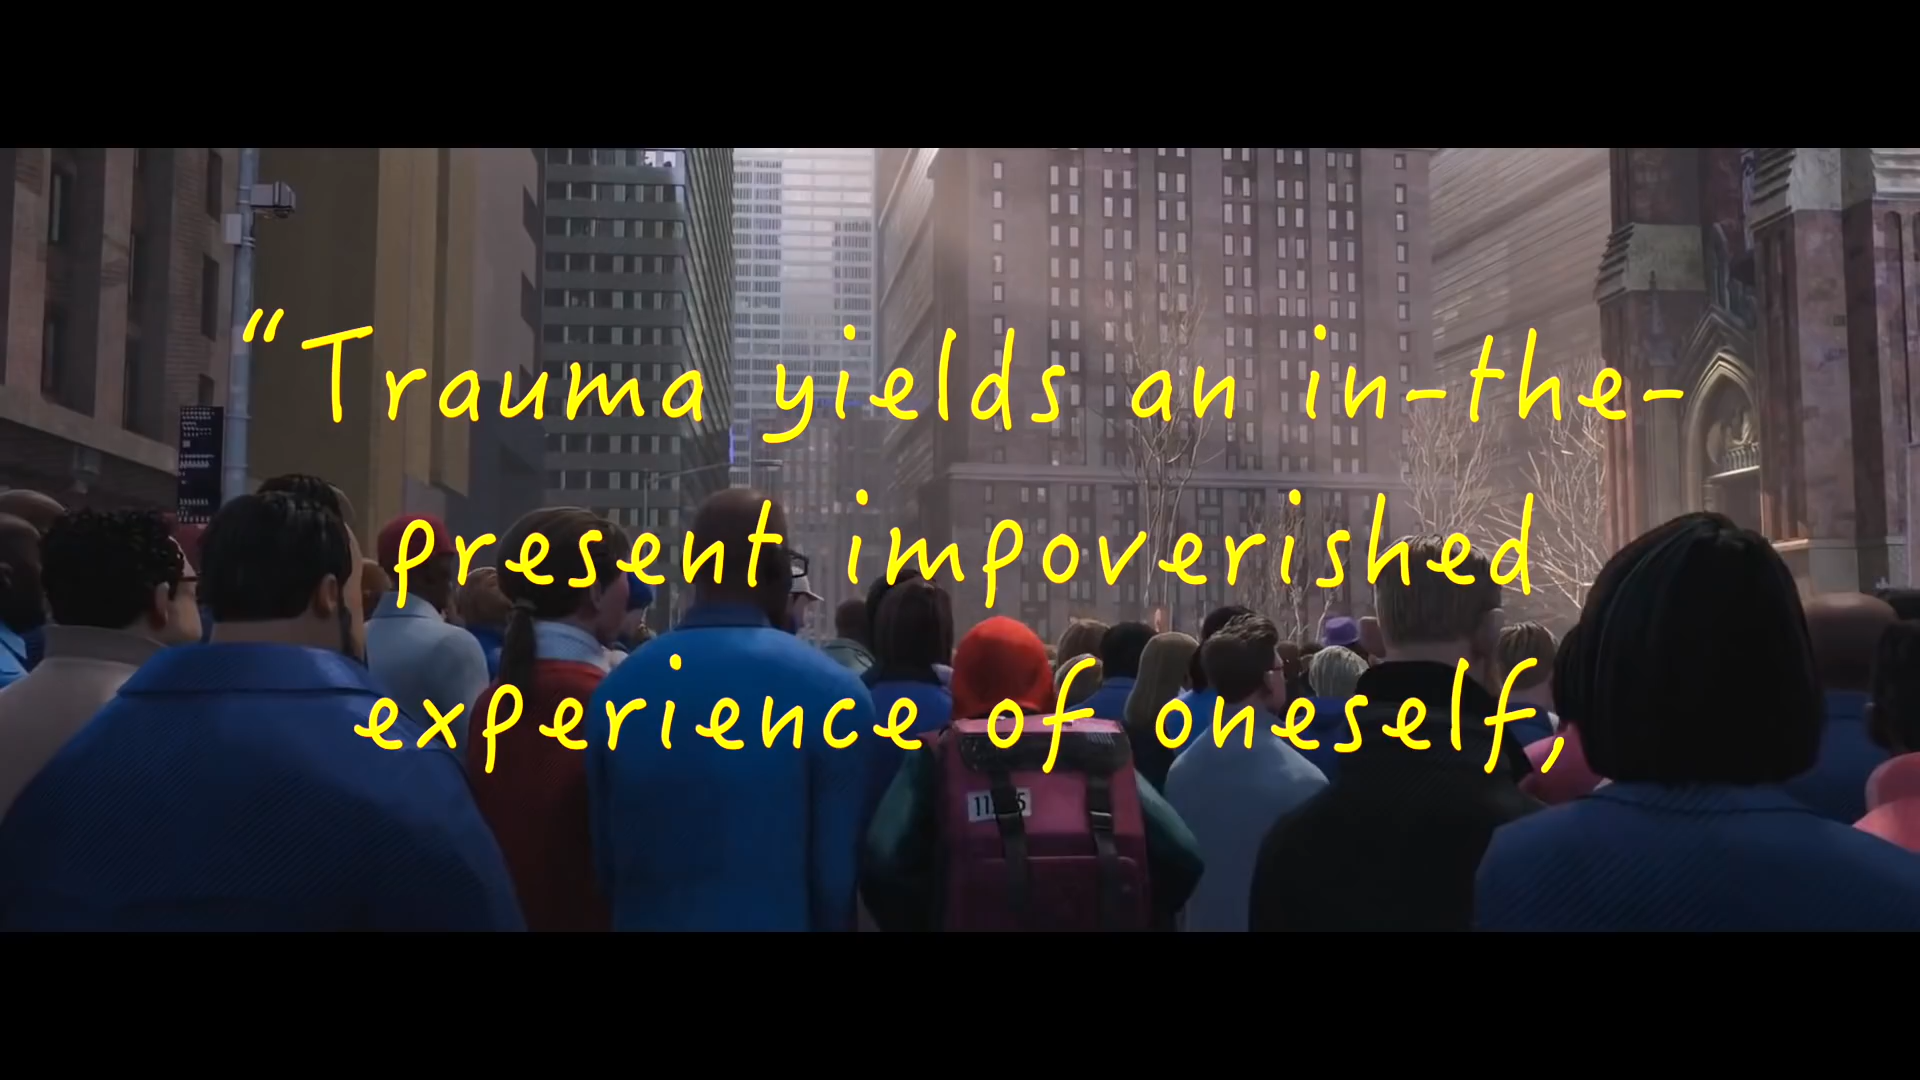 “Trauma yields an in-the-
present impoverished
experience of oneself,